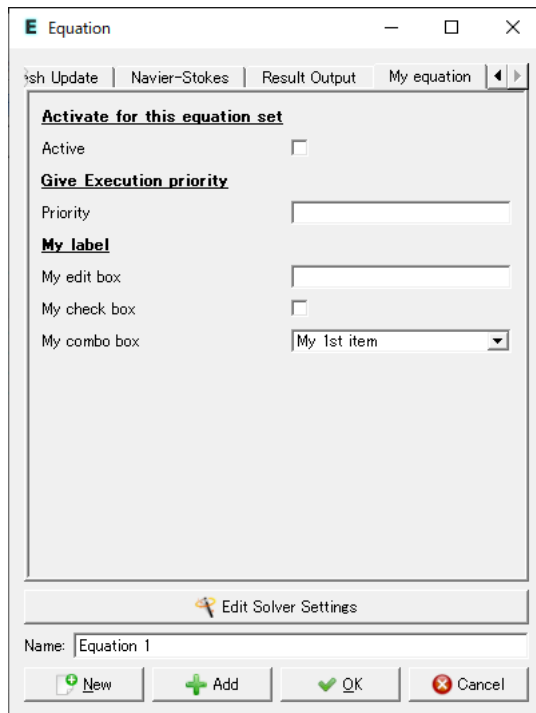 Equation
sh Update Navier-Stokes Result Output My equation
Activate for this equation set
Active
Give Execution priority
Priority
My label
My edit box
My check box
My combo box My 1st item
Edit Solver Settings
Name: Equation 1
New Add OK Cancel